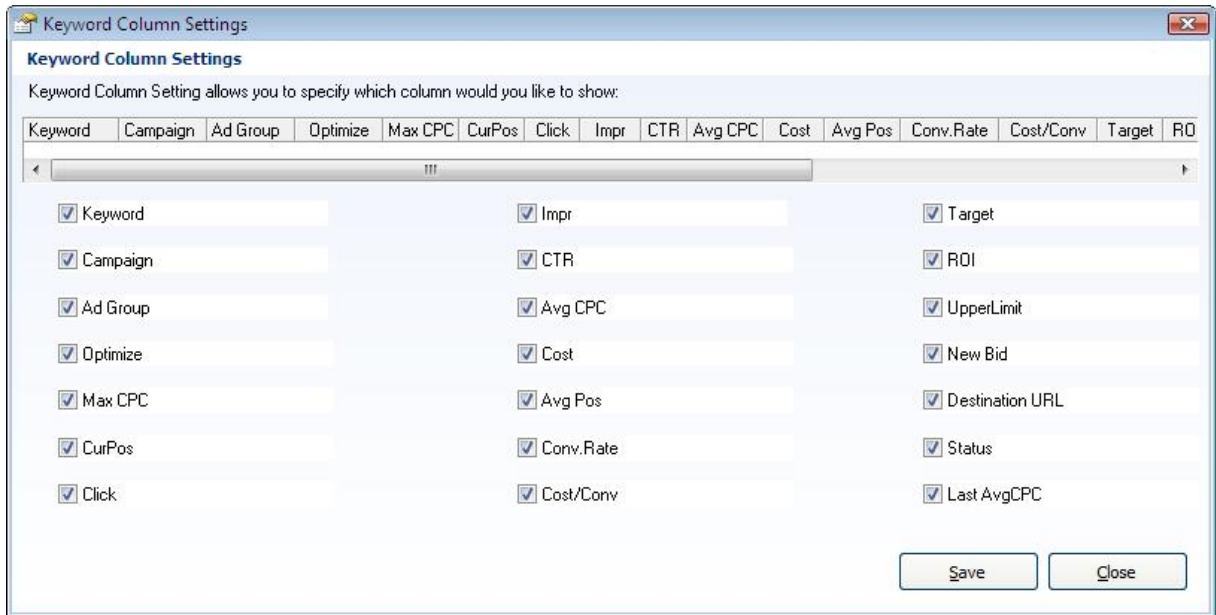 Keyword Column Settings
Keyword Column Settings
Keyword Column Setting allows you to specify which column would you like to show:
Keyword Campaign Ad Group Optimize Max CPC CurPos Click Impr CTR Avg CPC Cost Avg Pos Conv.Rate Cost/Conv Target RO
Keyword Impr Target
Campaign CTR ROI
Ad Group Avg CPC UpperLimit
Optimize Cost New Bid
Max CPC Avg Pos Destination URL
CurPos Conv.Rate Status
Click Cost/Conv Last AvgCPC
Save Close